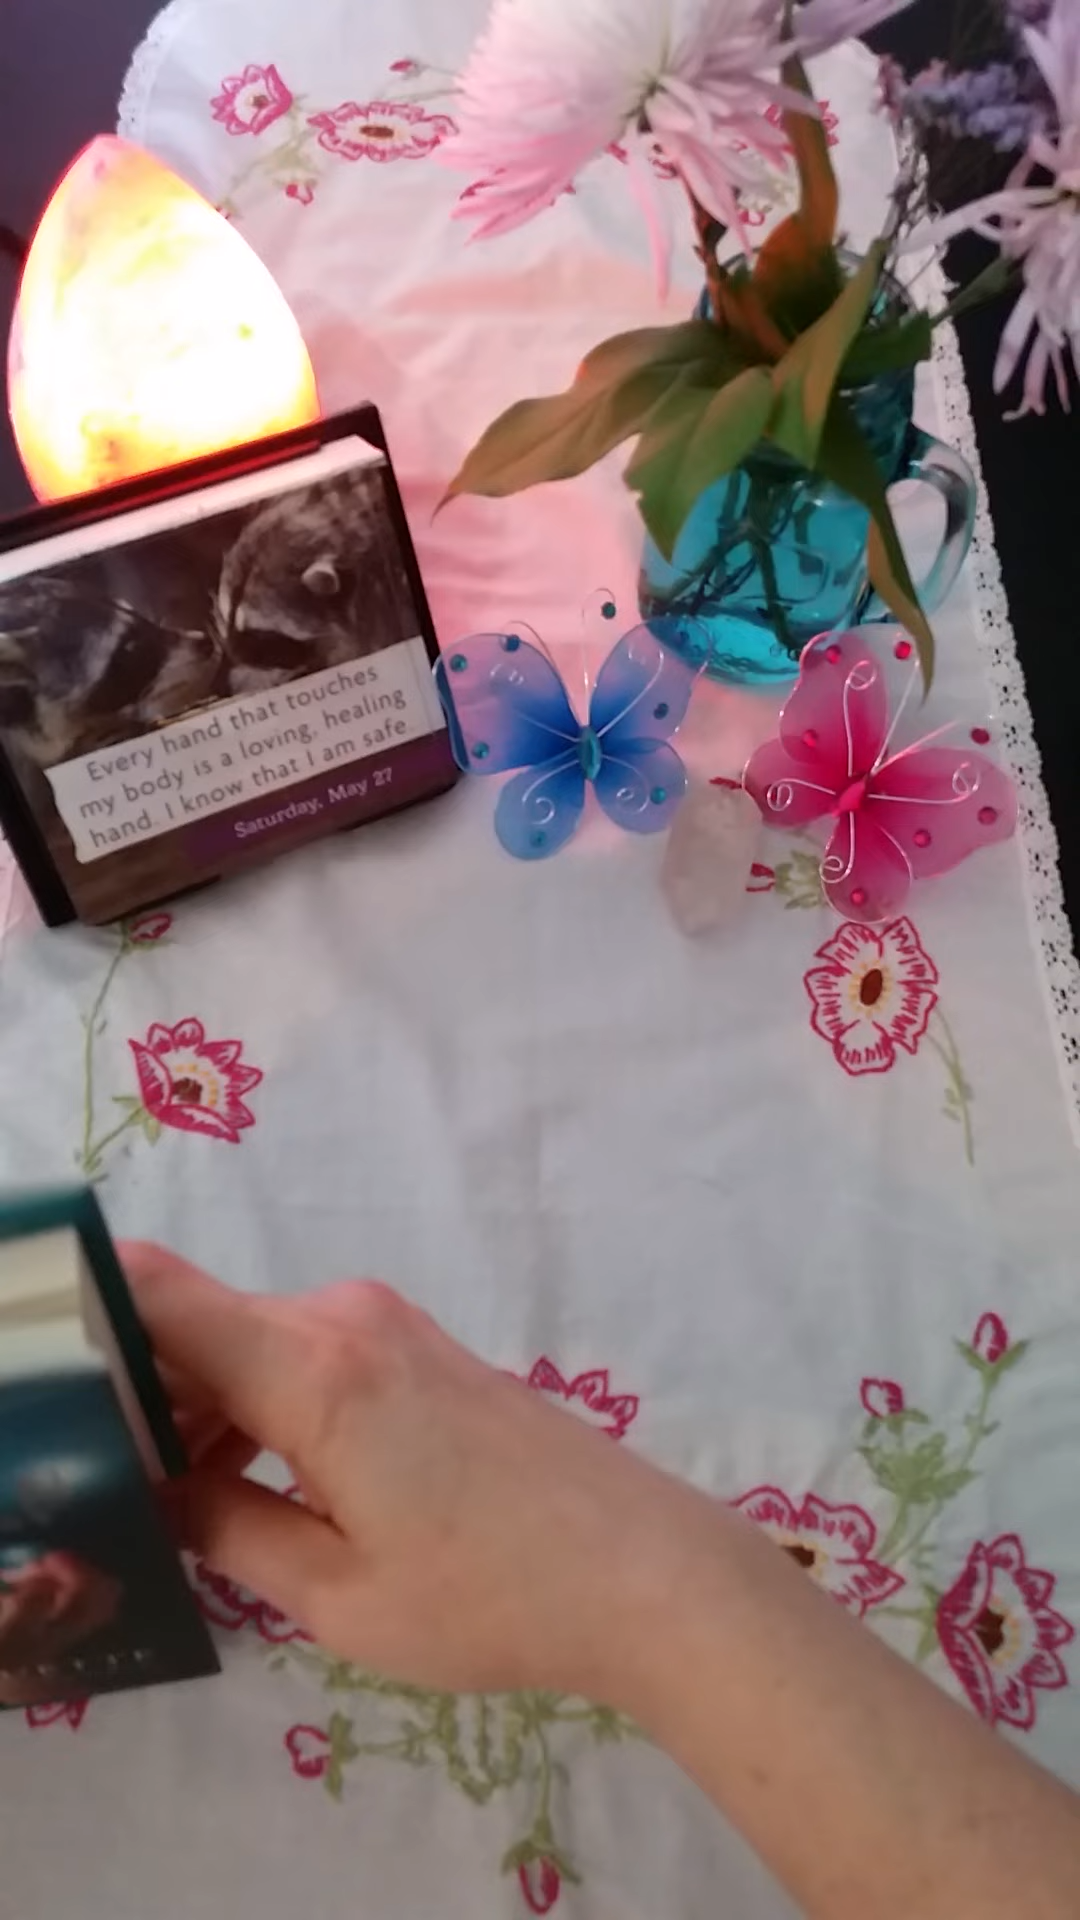 Every hand that touches
my body is a loving, healing
hand. I know that I am safe
Saturday, May 27